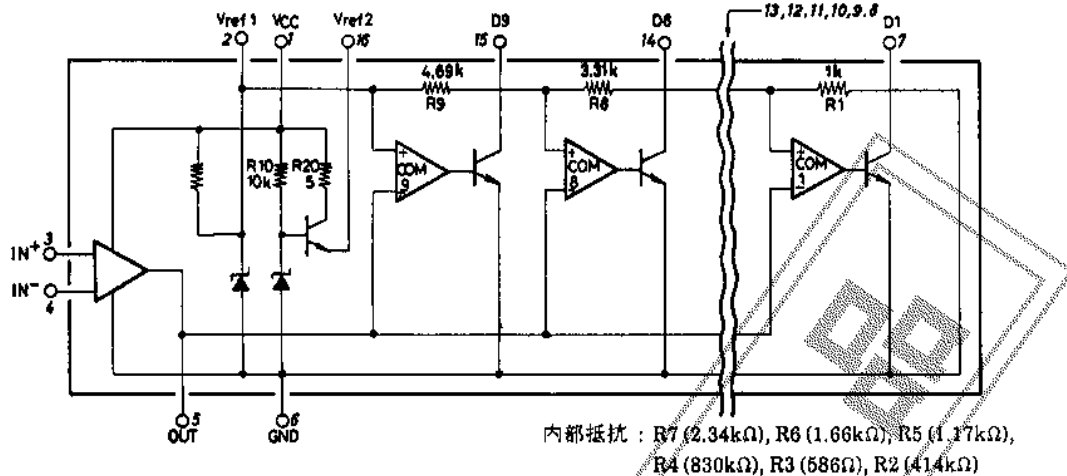 Vref 1 VCC Vref 2 D9 D8 13,12,11,10,9.8 D1
2 1 16 15 14 7
4.69k 3.31k 1k
R9 R8 R1
R10 R20
10k 5
+ COM 9 -
+ COM 8 -
+ COM 1 -
IN+ 3
IN- 4
5 6
OUT GND
内部抵抗 : R7 (2.34kΩ), R6 (1.66kΩ), R5 (1.17kΩ),
R4 (830kΩ), R3 (586Ω), R2 (414kΩ)